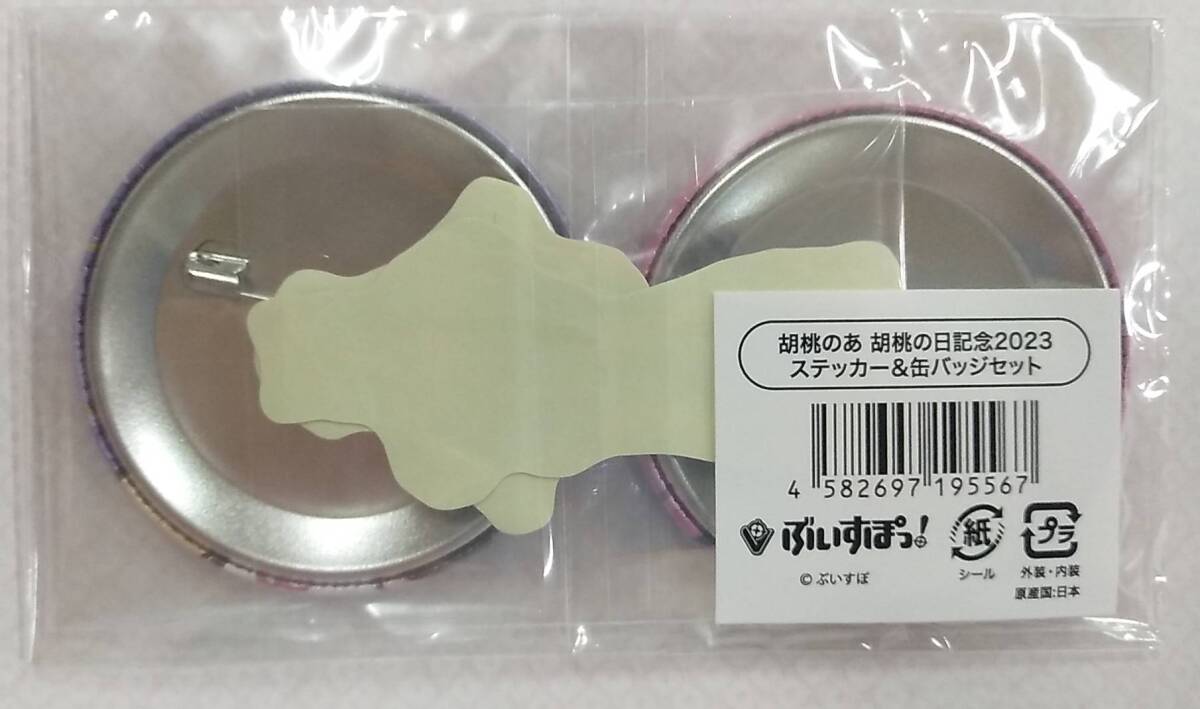 胡桃のあ 胡桃の日記念2023
ステッカー&缶バッジセット
4 582697 195567
ぶいすぽっ!
紙
プラ
シール
外装・内装
© ぶいすぽ
原産国:日本